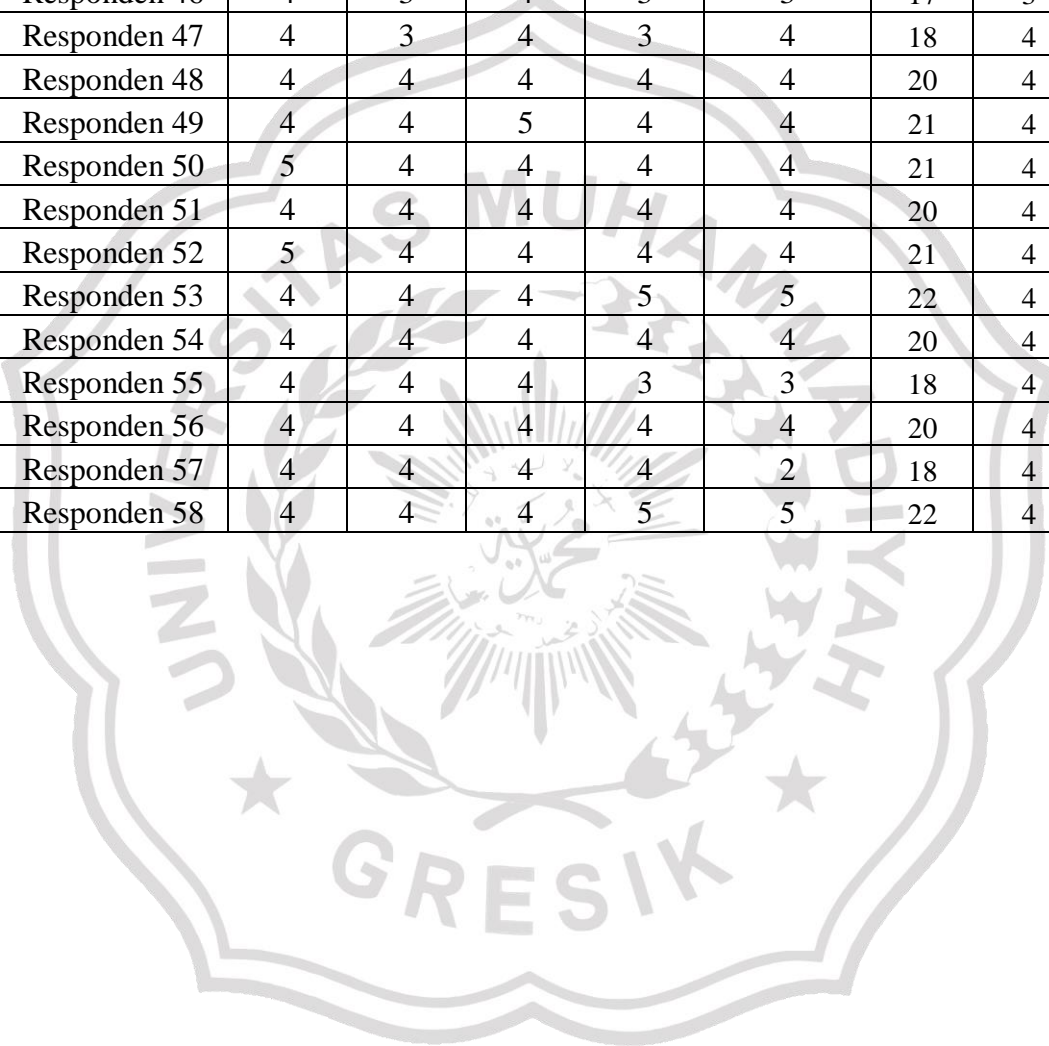 Responden 47 4 3 4 3 4 18 4
Responden 48 4 4 4 4 4 20 4
Responden 49 4 4 5 4 4 21 4
Responden 50 5 4 4 4 4 21 4
Responden 51 4 4 4 4 4 20 4
Responden 52 5 4 4 4 4 21 4
Responden 53 4 4 4 5 5 22 4
Responden 54 4 4 4 4 4 20 4
Responden 55 4 4 4 3 3 18 4
Responden 56 4 4 4 4 4 20 4
Responden 57 4 4 4 4 2 18 4
Responden 58 4 4 4 5 5 22 4
UNIVERSITAS MUHAMMADIYAH
GRESIK